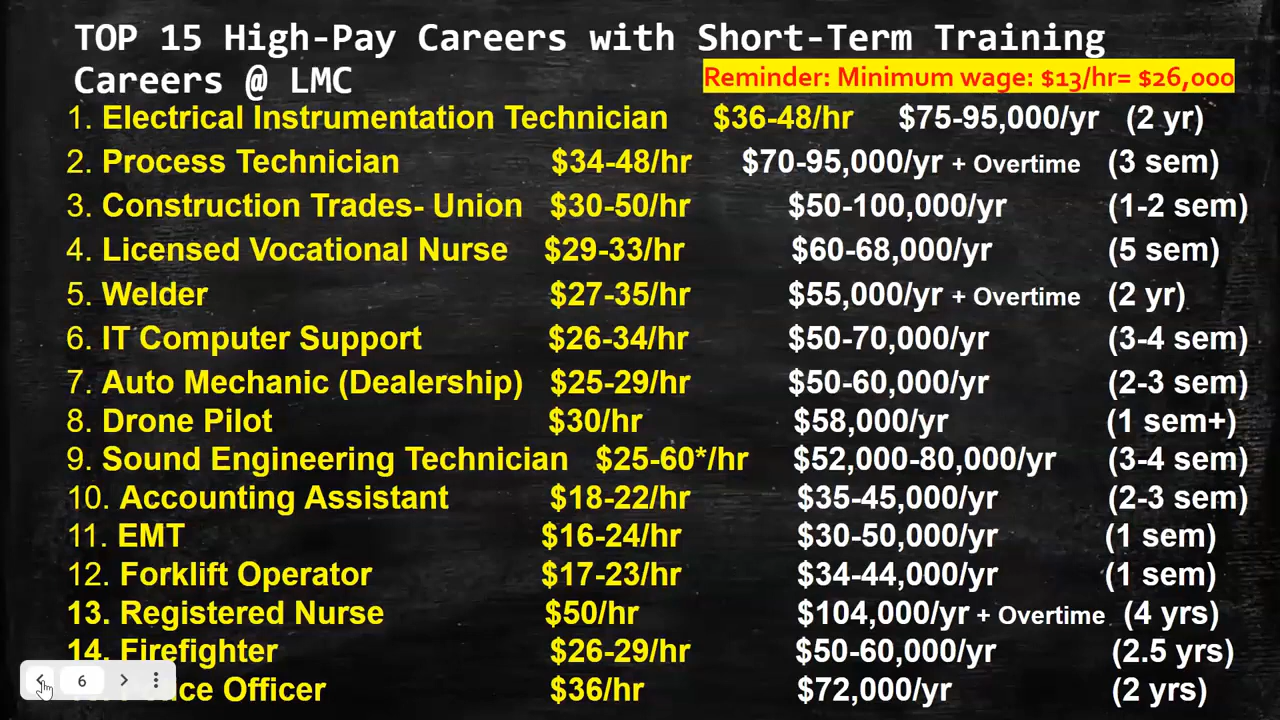 TOP 15 High-Pay Careers with Short-Term Training
Careers @ LMC
Reminder: Minimum wage: $13/hr= $26,000
1. Electrical Instrumentation Technician $36-48/hr $75-95,000/yr (2 yr)
2. Process Technician $34-48/hr $70-95,000/yr + Overtime (3 sem)
3. Construction Trades- Union $30-50/hr $50-100,000/yr (1-2 sem)
4. Licensed Vocational Nurse $29-33/hr $60-68,000/yr (5 sem)
5. Welder $27-35/hr $55,000/yr + Overtime (2 yr)
6. IT Computer Support $26-34/hr $50-70,000/yr (3-4 sem)
7. Auto Mechanic (Dealership) $25-29/hr $50-60,000/yr (2-3 sem)
8. Drone Pilot $30/hr $58,000/yr (1 sem+)
9. Sound Engineering Technician $25-60*/hr $52,000-80,000/yr (3-4 sem)
10. Accounting Assistant $18-22/hr $35-45,000/yr (2-3 sem)
11. EMT $16-24/hr $30-50,000/yr (1 sem)
12. Forklift Operator $17-23/hr $34-44,000/yr (1 sem)
13. Registered Nurse $50/hr $104,000/yr + Overtime (4 yrs)
14. Firefighter $26-29/hr $50-60,000/yr (2.5 yrs)
Officer $36/hr $72,000/yr (2 yrs)
6